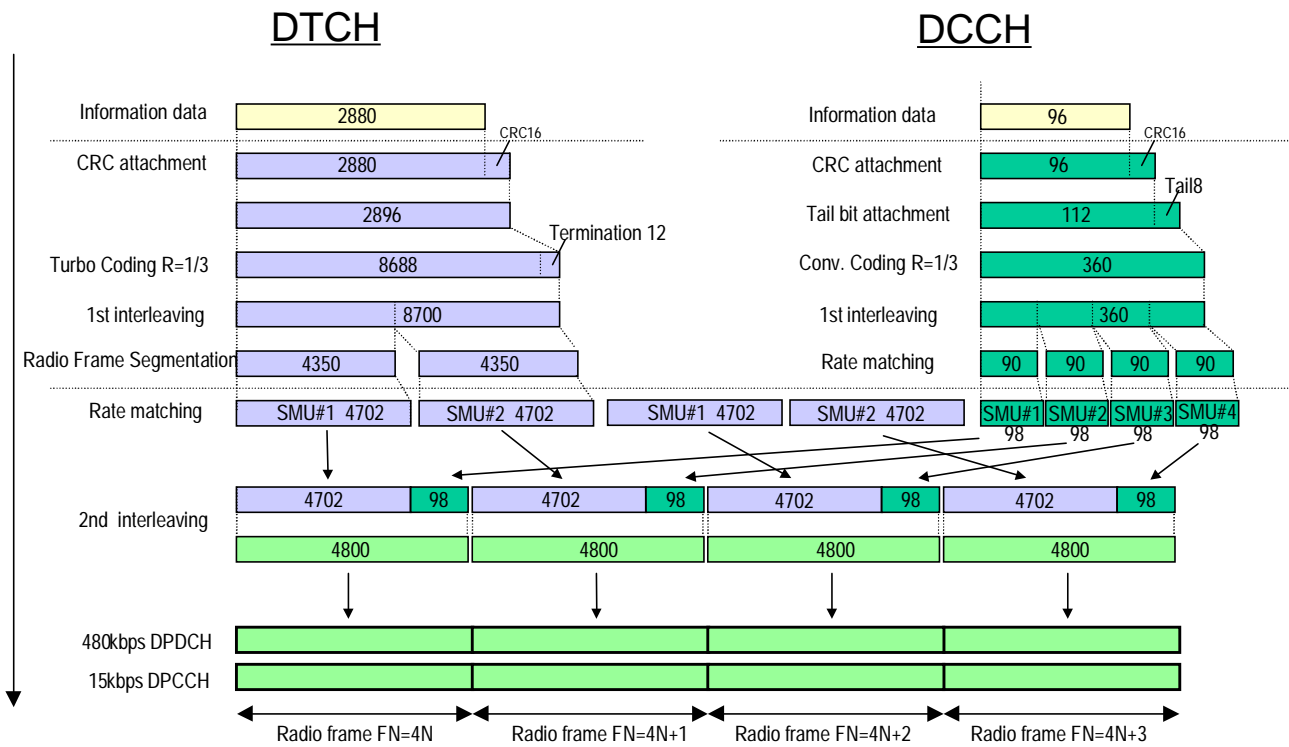 DTCH
DCCH
Information data
2880
Information data
96
CRC16
CRC16
CRC attachment
2880
CRC attachment
96
Tail8
2896
Tail bit attachment
112
Termination 12
Turbo Coding R=1/3
8688
Conv. Coding R=1/3
360
1st interleaving
8700
1st interleaving
360
Radio Frame Segmentation
4350
4350
Rate matching
90
90
90
90
Rate matching
SMU#1 4702
SMU#2 4702
SMU#1 4702
SMU#2 4702
SMU#1
98
SMU#2
98
SMU#3
98
SMU#4
98
2nd interleaving
4702
98
4702
98
4702
98
4702
98
4800
4800
4800
4800
480kbps DPDCH
15kbps DPCCH
Radio frame FN=4N
Radio frame FN=4N+1
Radio frame FN=4N+2
Radio frame FN=4N+3